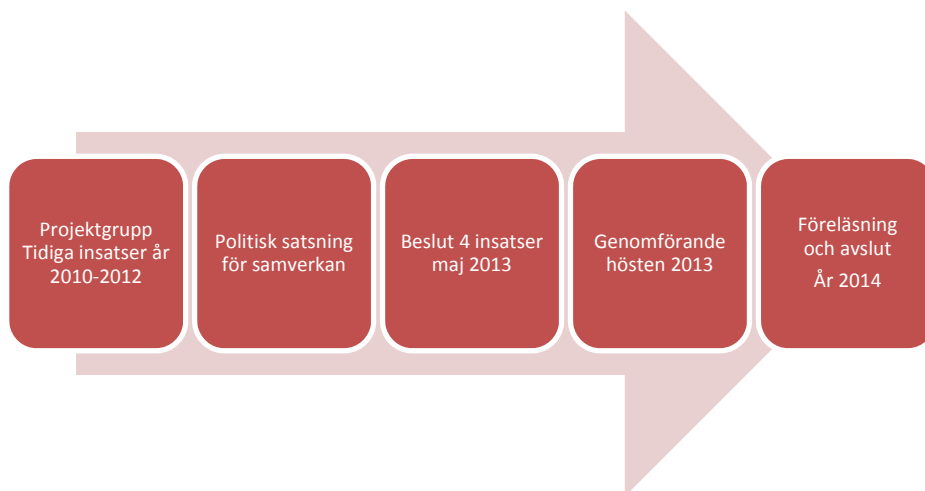 Projektgrupp
Tidiga insatser år
2010-2012
Politisk satsning
för samverkan
Beslut 4 insatser
maj 2013
Genomförande
hösten 2013
Föreläsning
och avslut
År 2014